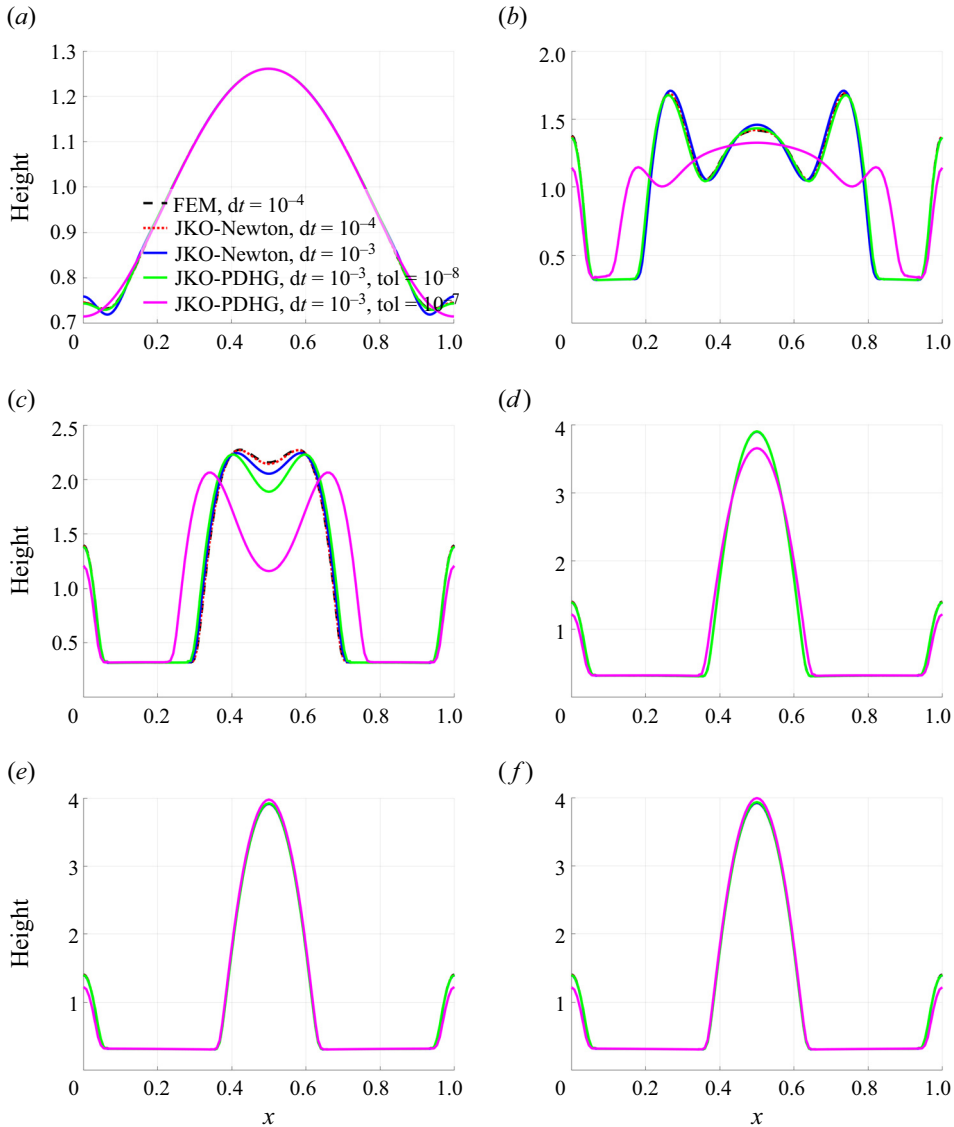 (a)
(b)
1.3
1.2
1.1
1.0
0.9
0.8
0.7
Height
FEM, dt = 10⁻⁴
JKO-Newton, dt = 10⁻⁴
JKO-Newton, dt = 10⁻³
JKO-PDHG, dt = 10⁻³, tol = 10⁻⁸
JKO-PDHG, dt = 10⁻³, tol = 10⁻⁷
0 0.2 0.4 0.6 0.8 1.0
2.0
1.5
1.0
0.5
0 0.2 0.4 0.6 0.8 1.0
(c)
(d)
2.5
2.0
1.5
1.0
0.5
Height
0 0.2 0.4 0.6 0.8 1.0
4
3
2
1
0 0.2 0.4 0.6 0.8 1.0
(e)
(f)
4
3
2
1
Height
0 0.2 0.4 0.6 0.8 1.0
x
4
3
2
1
0 0.2 0.4 0.6 0.8 1.0
x